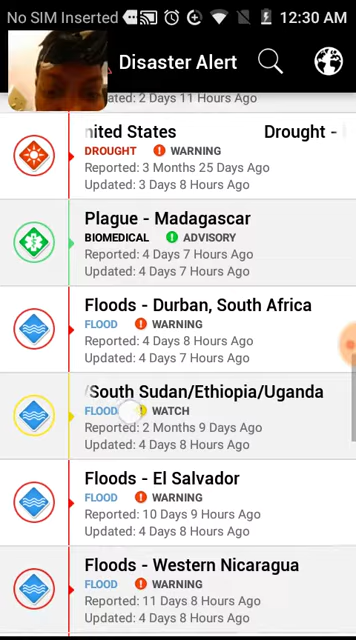 No SIM Inserted 12:30 AM
Disaster Alert
ated: 2 Days 11 Hours Ago
nited States Drought -
DROUGHT ! WARNING
Reported: 3 Months 25 Days Ago
Updated: 3 Days 8 Hours Ago
Plague - Madagascar
BIOMEDICAL ! ADVISORY
Reported: 4 Days 7 Hours Ago
Updated: 4 Days 7 Hours Ago
Floods - Durban, South Africa
FLOOD ! WARNING
Reported: 4 Days 8 Hours Ago
Updated: 4 Days 7 Hours Ago
/South Sudan/Ethiopia/Uganda
FLOOD ! WATCH
Reported: 2 Months 9 Days Ago
Updated: 4 Days 8 Hours Ago
Floods - El Salvador
FLOOD ! WARNING
Reported: 10 Days 9 Hours Ago
Updated: 4 Days 8 Hours Ago
Floods - Western Nicaragua
FLOOD ! WARNING
Reported: 11 Days 8 Hours Ago
Updated: 4 Days 8 Hours Ago